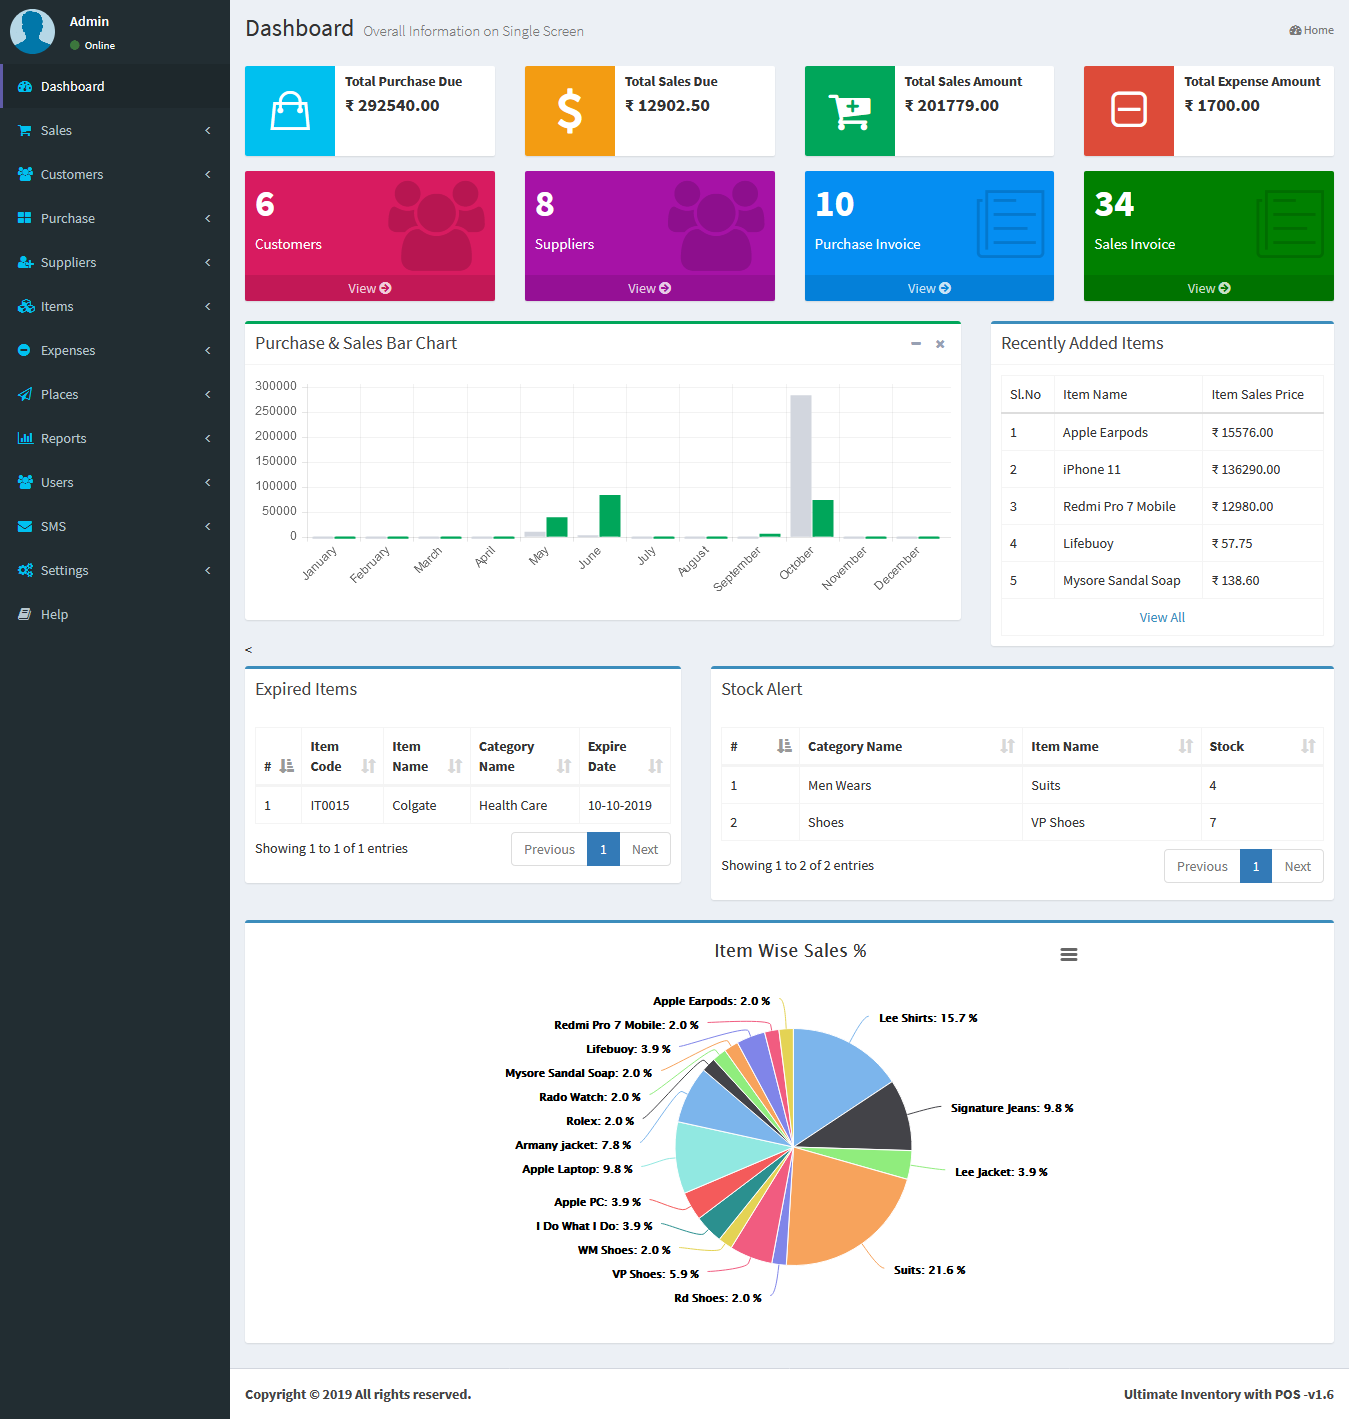 Admin
Online
Dashboard
Sales
Customers
Purchase
Suppliers
Items
Expenses
Places
Reports
Users
SMS
Settings
Help
Dashboard Overall Information on Single Screen
Home
Total Purchase Due
₹ 292540.00
Total Sales Due
₹ 12902.50
Total Sales Amount
₹ 201779.00
Total Expense Amount
₹ 1700.00
6
Customers
View
8
Suppliers
View
10
Purchase Invoice
View
34
Sales Invoice
View
Purchase & Sales Bar Chart
300000
250000
200000
150000
100000
50000
0
January
February
March
April
May
June
July
August
September
October
November
December
Recently Added Items
Sl.No Item Name Item Sales Price
1 Apple Earpods ₹ 15576.00
2 iPhone 11 ₹ 136290.00
3 Redmi Pro 7 Mobile ₹ 12980.00
4 Lifebuoy ₹ 57.75
5 Mysore Sandal Soap ₹ 138.60
View All
<
Expired Items
# Item Code Item Name Category Name Expire Date
1 IT0015 Colgate Health Care 10-10-2019
Showing 1 to 1 of 1 entries
Previous 1 Next
Stock Alert
# Category Name Item Name Stock
1 Men Wears Suits 4
2 Shoes VP Shoes 7
Showing 1 to 2 of 2 entries
Previous 1 Next
Item Wise Sales %
Apple Earpods: 2.0 %
Redmi Pro 7 Mobile: 2.0 %
Lifebuoy: 3.9 %
Mysore Sandal Soap: 2.0 %
Rado Watch: 2.0 %
Rolex: 2.0 %
Armany jacket: 7.8 %
Apple Laptop: 9.8 %
Apple PC: 3.9 %
I Do What I Do: 3.9 %
WM Shoes: 2.0 %
VP Shoes: 5.9 %
Rd Shoes: 2.0 %
Lee Shirts: 15.7 %
Signature Jeans: 9.8 %
Lee Jacket: 3.9 %
Suits: 21.6 %
Copyright © 2019 All rights reserved.
Ultimate Inventory with POS -v1.6